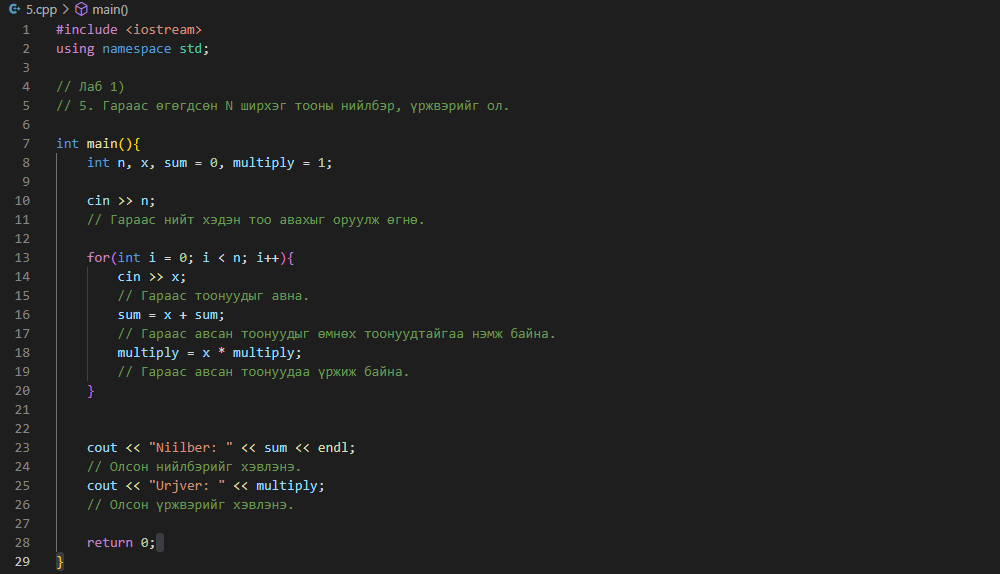 5.cpp > main()
1 #include <iostream>
2 using namespace std;
3
4 // Лаб 1)
5 // 5. Гараас өгөгдсөн N ширхэг тооны нийлбэр, үржвэрийг ол.
6
7 int main(){
8 int n, x, sum = 0, multiply = 1;
9
10 cin >> n;
11 // Гараас нийт хэдэн тоо авахыг оруулж өгнө.
12
13 for(int i = 0; i < n; i++){
14 cin >> x;
15 // Гараас тоонуудыг авна.
16 sum = x + sum;
17 // Гараас авсан тоонуудыг өмнөх тоонуудтайгаа нэмж байна.
18 multiply = x * multiply;
19 // Гараас авсан тоонуудаа үржиж байна.
20 }
21
22
23 cout << "Niilber: " << sum << endl;
24 // Олсон нийлбэрийг хэвлэнэ.
25 cout << "Urjver: " << multiply;
26 // Олсон үржвэрийг хэвлэнэ.
27
28 return 0;
29 }